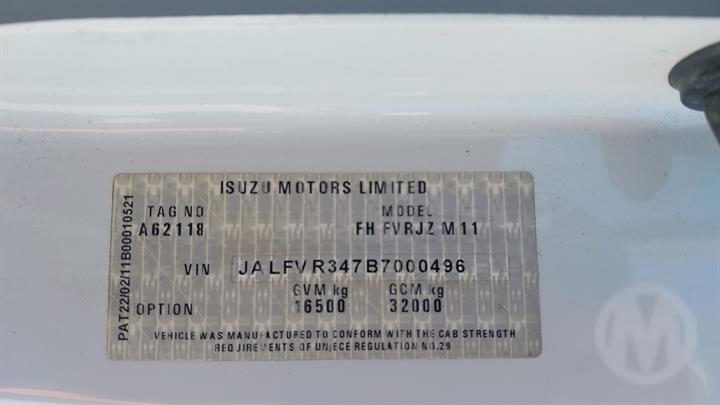 ISUZU MOTORS LIMITED
TAG NO MODEL
A62118 FH FVRJZ M11
VIN JALFVR347B7000496
GVM kg GCM kg
OPTION 16500 32000
VEHICLE WAS MANUFACTURED TO CONFORM WITH THE CAB STRENGTH
REQUIREMENTS OF UNECE REGULATION NO.29
PAT22/02/11B00010521
M